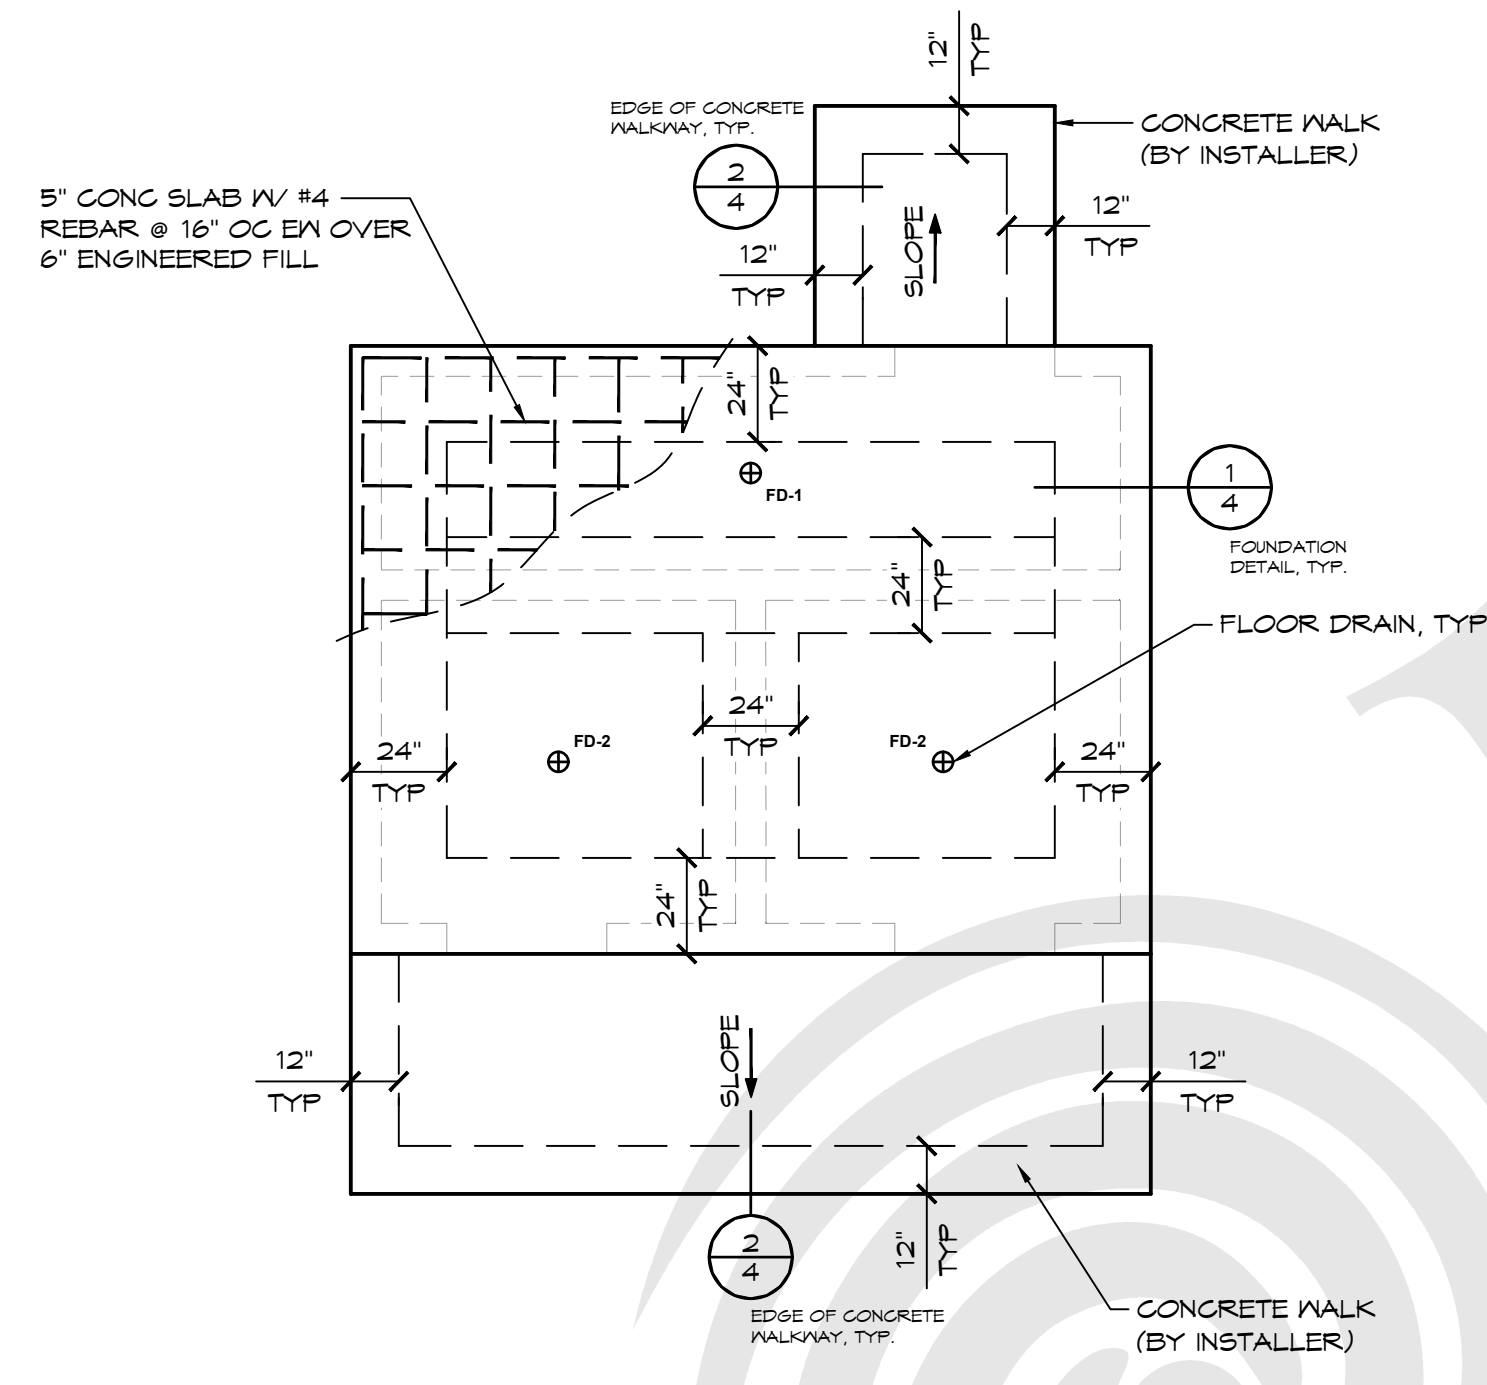 12"
TYP
EDGE OF CONCRETE
WALKWAY, TYP.
2
4
CONCRETE WALK
(BY INSTALLER)
5" CONC SLAB W/ #4
REBAR @ 16" OC EW OVER
6" ENGINEERED FILL
12"
TYP
SLOPE
12"
TYP
24"
TYP
FD-1
1
4
FOUNDATION
DETAIL, TYP.
24"
TYP
FLOOR DRAIN, TYP
24"
TYP
FD-2
FD-2
24"
TYP
24"
TYP
24"
TYP
SLOPE
12"
TYP
12"
TYP
12"
TYP
2
4
EDGE OF CONCRETE
WALKWAY, TYP.
CONCRETE WALK
(BY INSTALLER)